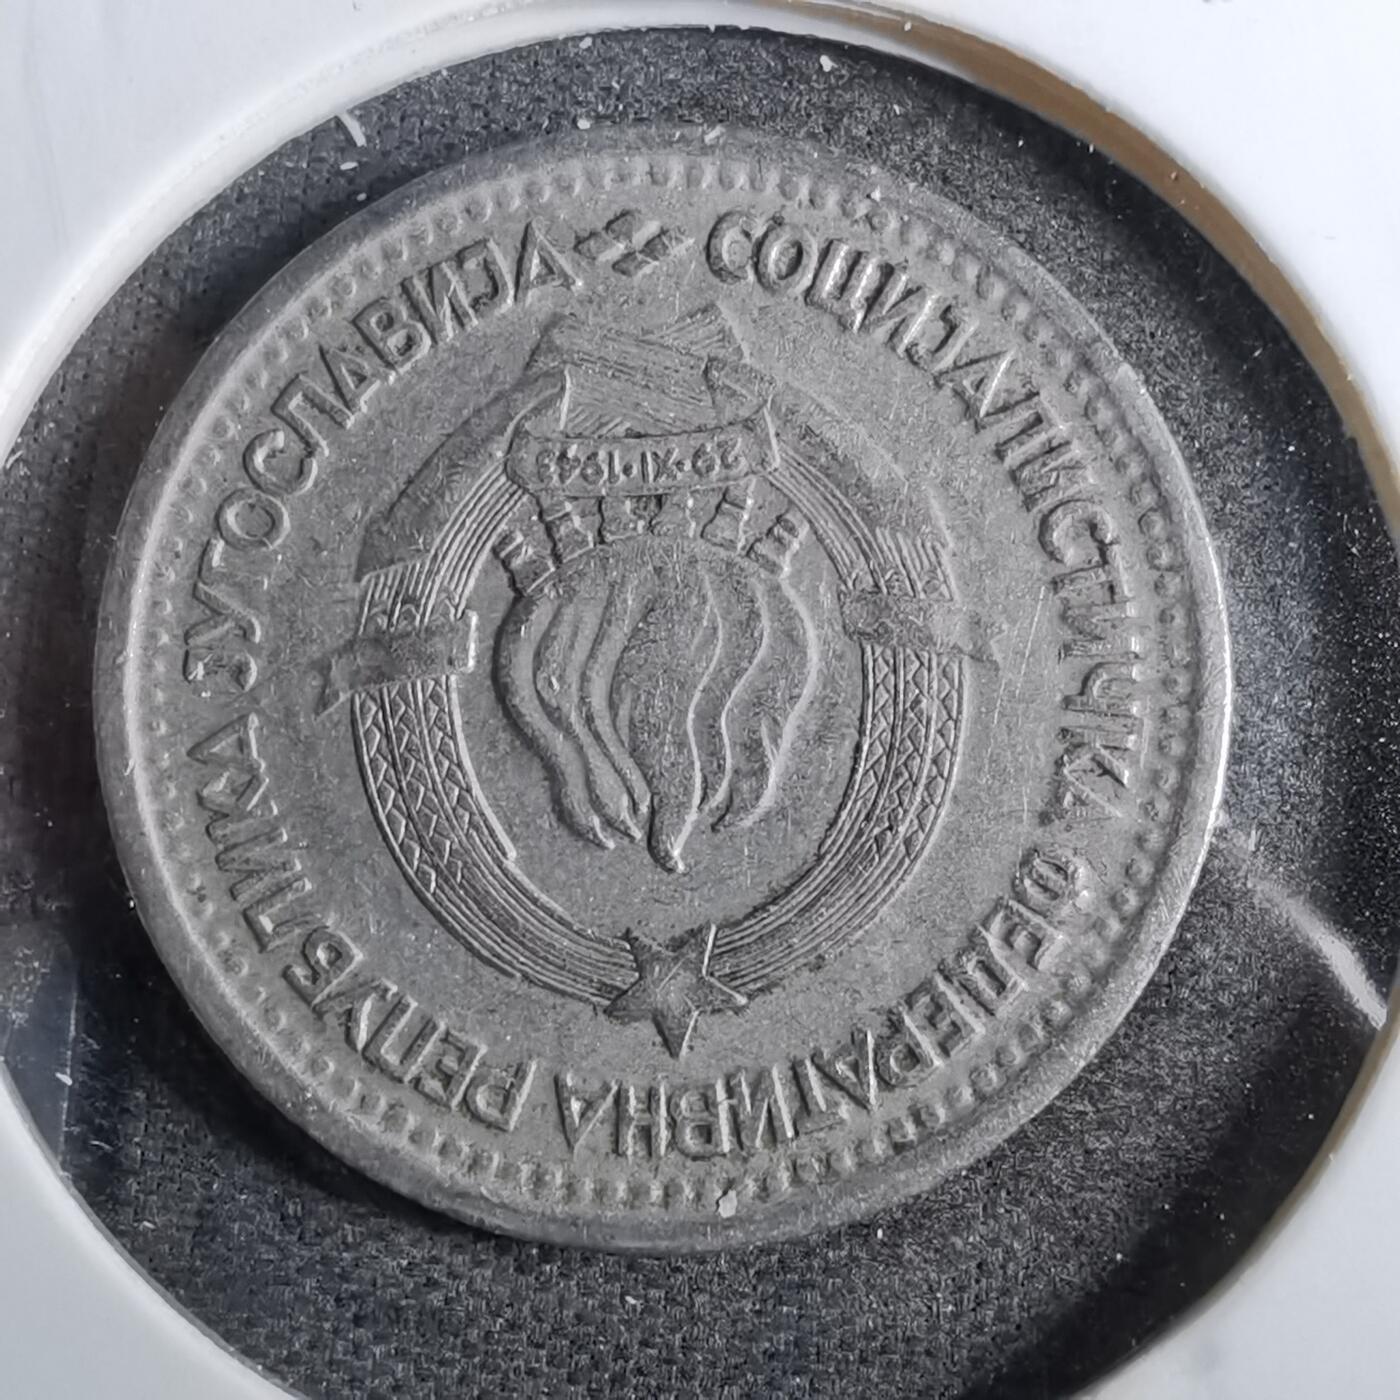 СОЦИЈАЛИСТИЧКА ФЕДЕРАТИВНА РЕПУБЛИКА ЈУГОСЛАВИЈА
29·XI·1943